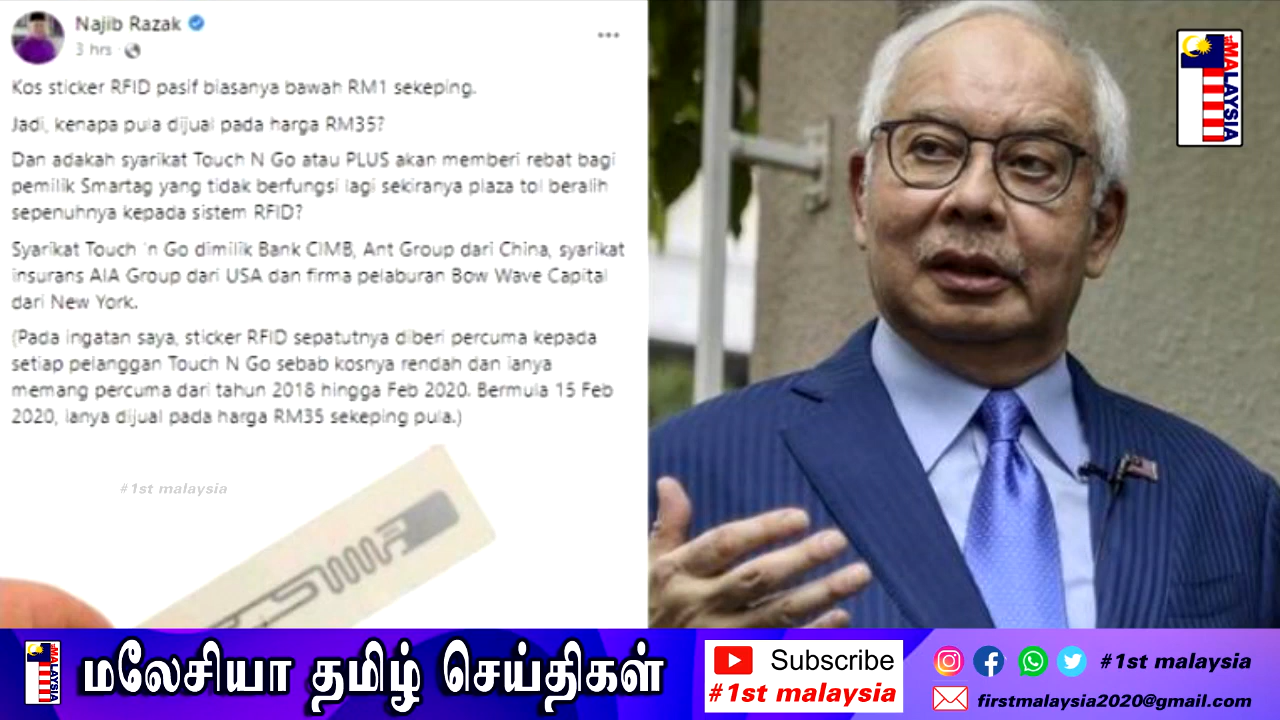 Najib Razak
3 hrs ·
Kos sticker RFID pasif biasanya bawah RM1 sekeping.
Jadi, kenapa pula dijual pada harga RM35?
Dan adakah syarikat Touch N Go atau PLUS akan memberi rebat bagi
pemilik Smartag yang tidak berfungsi lagi sekiranya plaza tol beralih
sepenuhnya kepada sistem RFID?
Syarikat Touch 'n Go dimilik Bank CIMB, Ant Group dari China, syarikat
insurans AIA Group dari USA dan firma pelaburan Bow Wave Capital
dari New York.
(Pada ingatan saya, sticker RFID sepatutnya diberi percuma kepada
setiap pelanggan Touch N Go sebab kosnya rendah dan ianya
memang percuma dari tahun 2018 hingga Feb 2020. Bermula 15 Feb
2020, ianya dijual pada harga RM35 sekeping pula.)
#1st malaysia
1st MALAYSIA
1st MALAYSIA
மலேசியா தமிழ் செய்திகள்
Subscribe
#1st malaysia
#1st malaysia
firstmalaysia2020@gmail.com